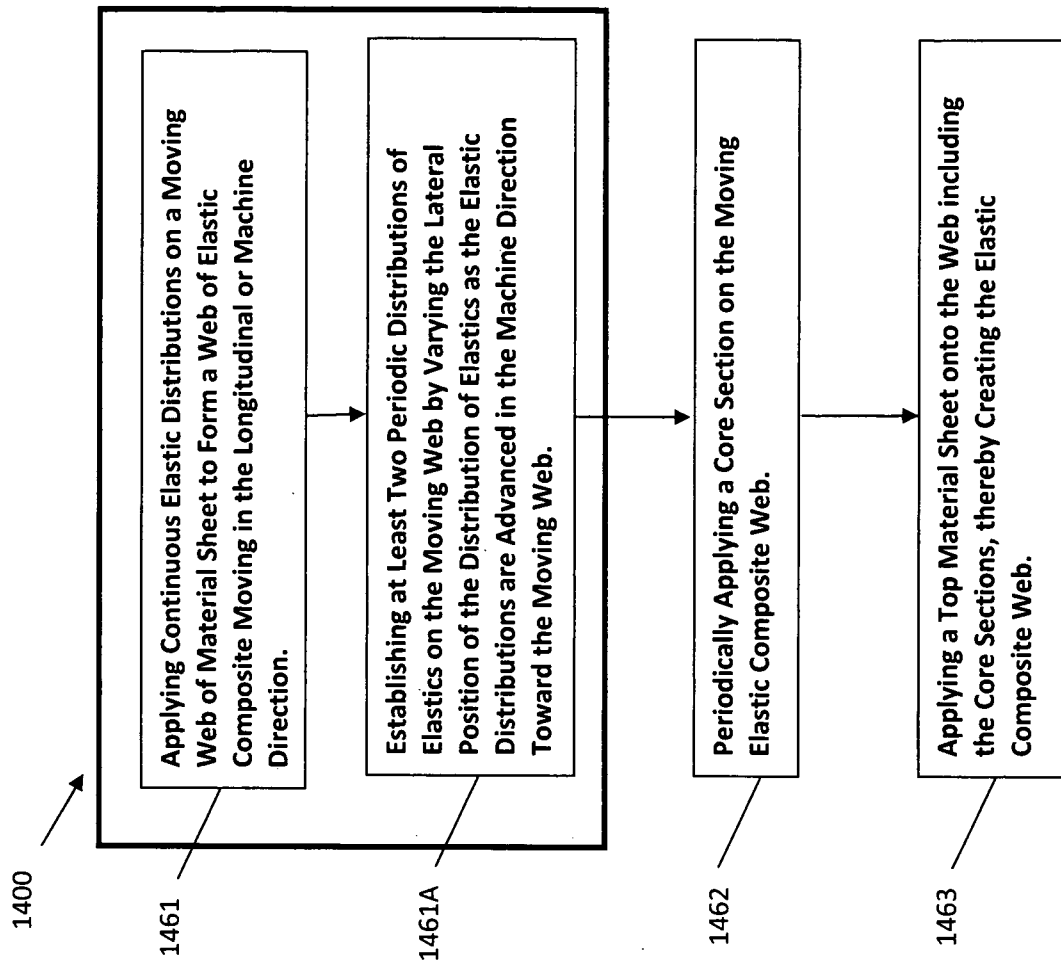 1400
1461
Applying Continuous Elastic Distributions on a Moving
Web of Material Sheet to Form a Web of Elastic
Composite Moving in the Longitudinal or Machine
Direction.
1461A
Establishing at Least Two Periodic Distributions of
Elastics on the Moving Web by Varying the Lateral
Position of the Distribution of Elastics as the Elastic
Distributions are Advanced in the Machine Direction
Toward the Moving Web.
1462
Periodically Applying a Core Section on the Moving
Elastic Composite Web.
1463
Applying a Top Material Sheet onto the Web including
the Core Sections, thereby Creating the Elastic
Composite Web.